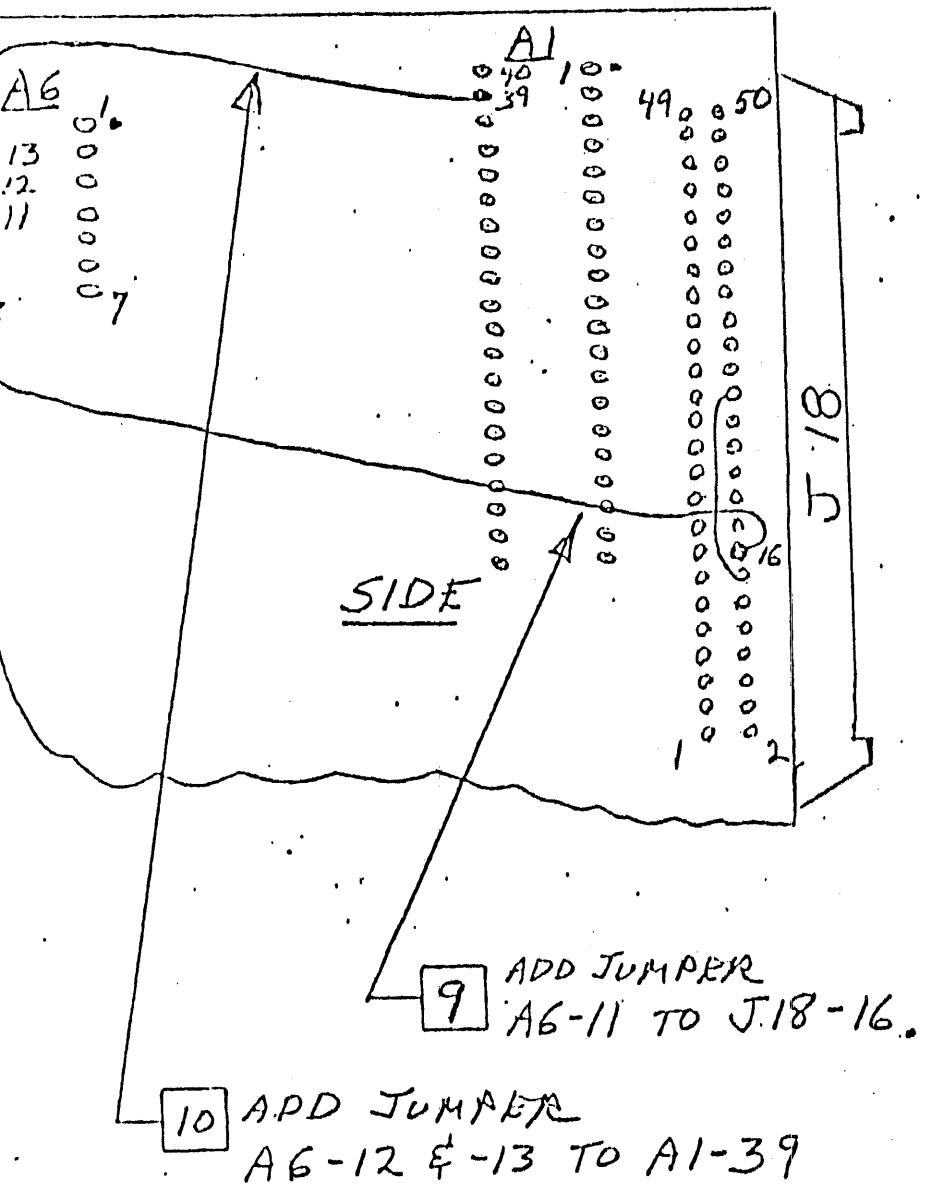 A1
40 1
39
49 50
A6
1
13
12
11
7
J18
16
SIDE
1 2
9 ADD JUMPER
A6-11 TO J18-16.
10 ADD JUMPER
A6-12 & -13 TO A1-39